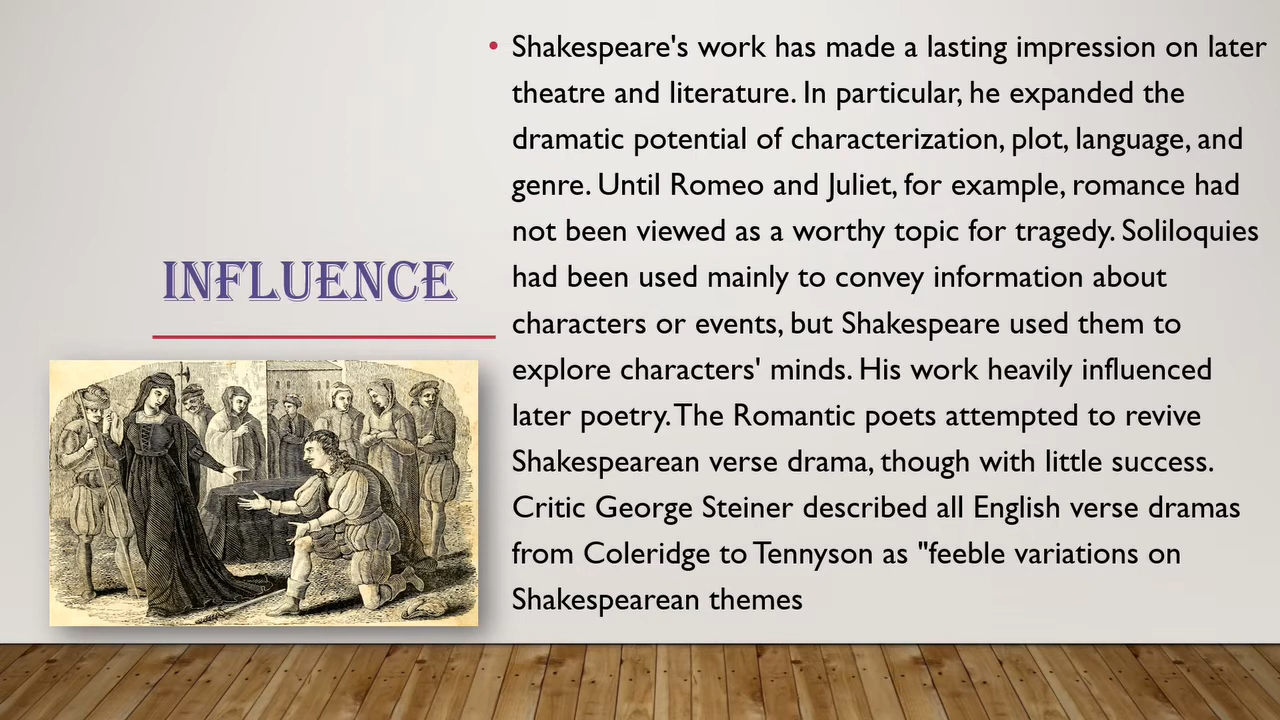 INFLUENCE
• Shakespeare's work has made a lasting impression on later
theatre and literature. In particular, he expanded the
dramatic potential of characterization, plot, language, and
genre. Until Romeo and Juliet, for example, romance had
not been viewed as a worthy topic for tragedy. Soliloquies
had been used mainly to convey information about
characters or events, but Shakespeare used them to
explore characters' minds. His work heavily influenced
later poetry. The Romantic poets attempted to revive
Shakespearean verse drama, though with little success.
Critic George Steiner described all English verse dramas
from Coleridge to Tennyson as "feeble variations on
Shakespearean themes